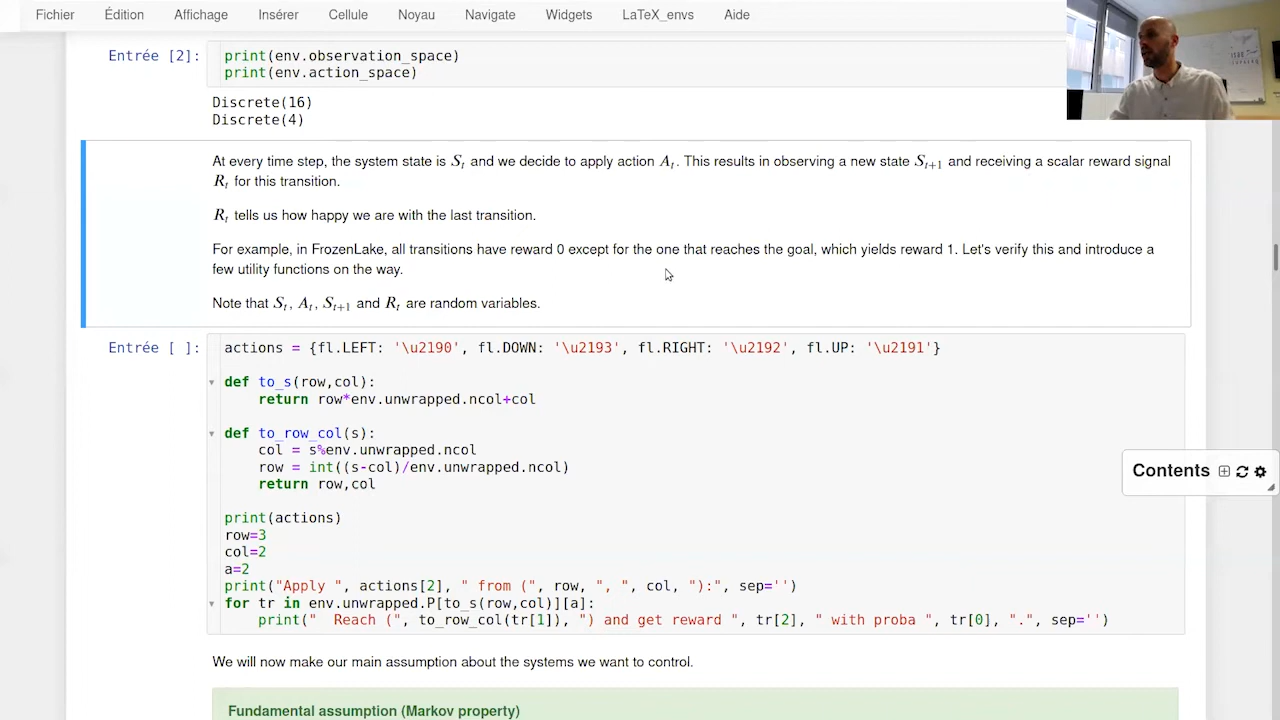 Fichier Édition Affichage Insérer Cellule Noyau Navigate Widgets LaTeX_envs Aide
Entrée [2]: print(env.observation_space)
print(env.action_space)
Discrete(16)
Discrete(4)
At every time step, the system state is S_t and we decide to apply action A_t. This results in observing a new state S_{t+1} and receiving a scalar reward signal
R_t for this transition.
R_t tells us how happy we are with the last transition.
For example, in FrozenLake, all transitions have reward 0 except for the one that reaches the goal, which yields reward 1. Let's verify this and introduce a
few utility functions on the way.
Note that S_t, A_t, S_{t+1} and R_t are random variables.
Entrée [ ]: actions = {fl.LEFT: '\u2190', fl.DOWN: '\u2193', fl.RIGHT: '\u2192', fl.UP: '\u2191'}
def to_s(row,col):
    return row*env.unwrapped.ncol+col
def to_row_col(s):
    col = s%env.unwrapped.ncol
    row = int((s-col)/env.unwrapped.ncol)
    return row,col
Contents
print(actions)
row=3
col=2
a=2
print("Apply ", actions[2], " from (", row, ", ", col, "):", sep='')
for tr in env.unwrapped.P[to_s(row,col)][a]:
    print("  Reach (", to_row_col(tr[1]), ") and get reward ", tr[2], " with proba ", tr[0], ".", sep='')
We will now make our main assumption about the systems we want to control.
Fundamental assumption (Markov property)